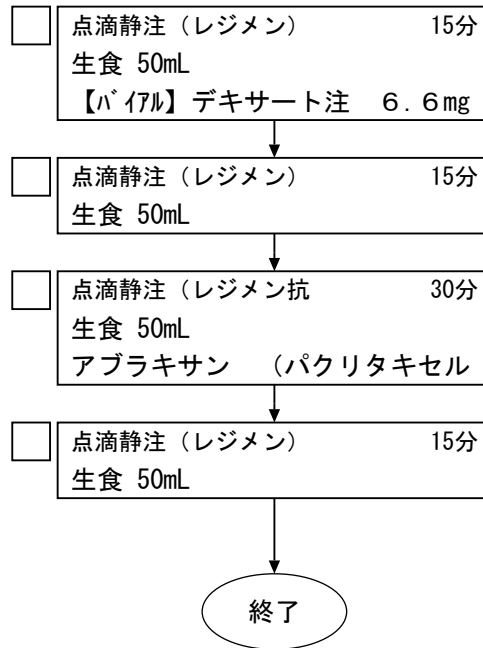 点滴静注（レジメン） 15分
生食 50mL
【ﾊﾞｲｱﾙ】デキサート注 ６．６mg
点滴静注（レジメン） 15分
生食 50mL
点滴静注（レジメン抗 30分
生食 50mL
アブラキサン （パクリタキセル
点滴静注（レジメン） 15分
生食 50mL
終了